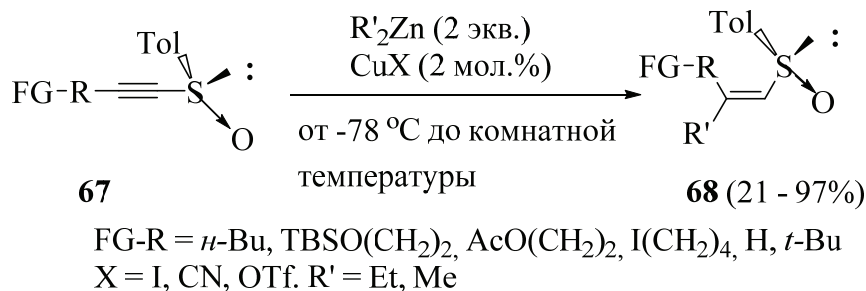 R'₂Zn (2 экв.)
CuX (2 мол.%)
Tol
FG-R
S
:
O
от -78 °C до комнатной
температуры
67
Tol
FG-R
S
:
O
R'
68 (21 - 97%)
FG-R = н-Bu, TBSO(CH₂)₂, AcO(CH₂)₂, I(CH₂)₄, H, t-Bu
X = I, CN, OTf. R' = Et, Me